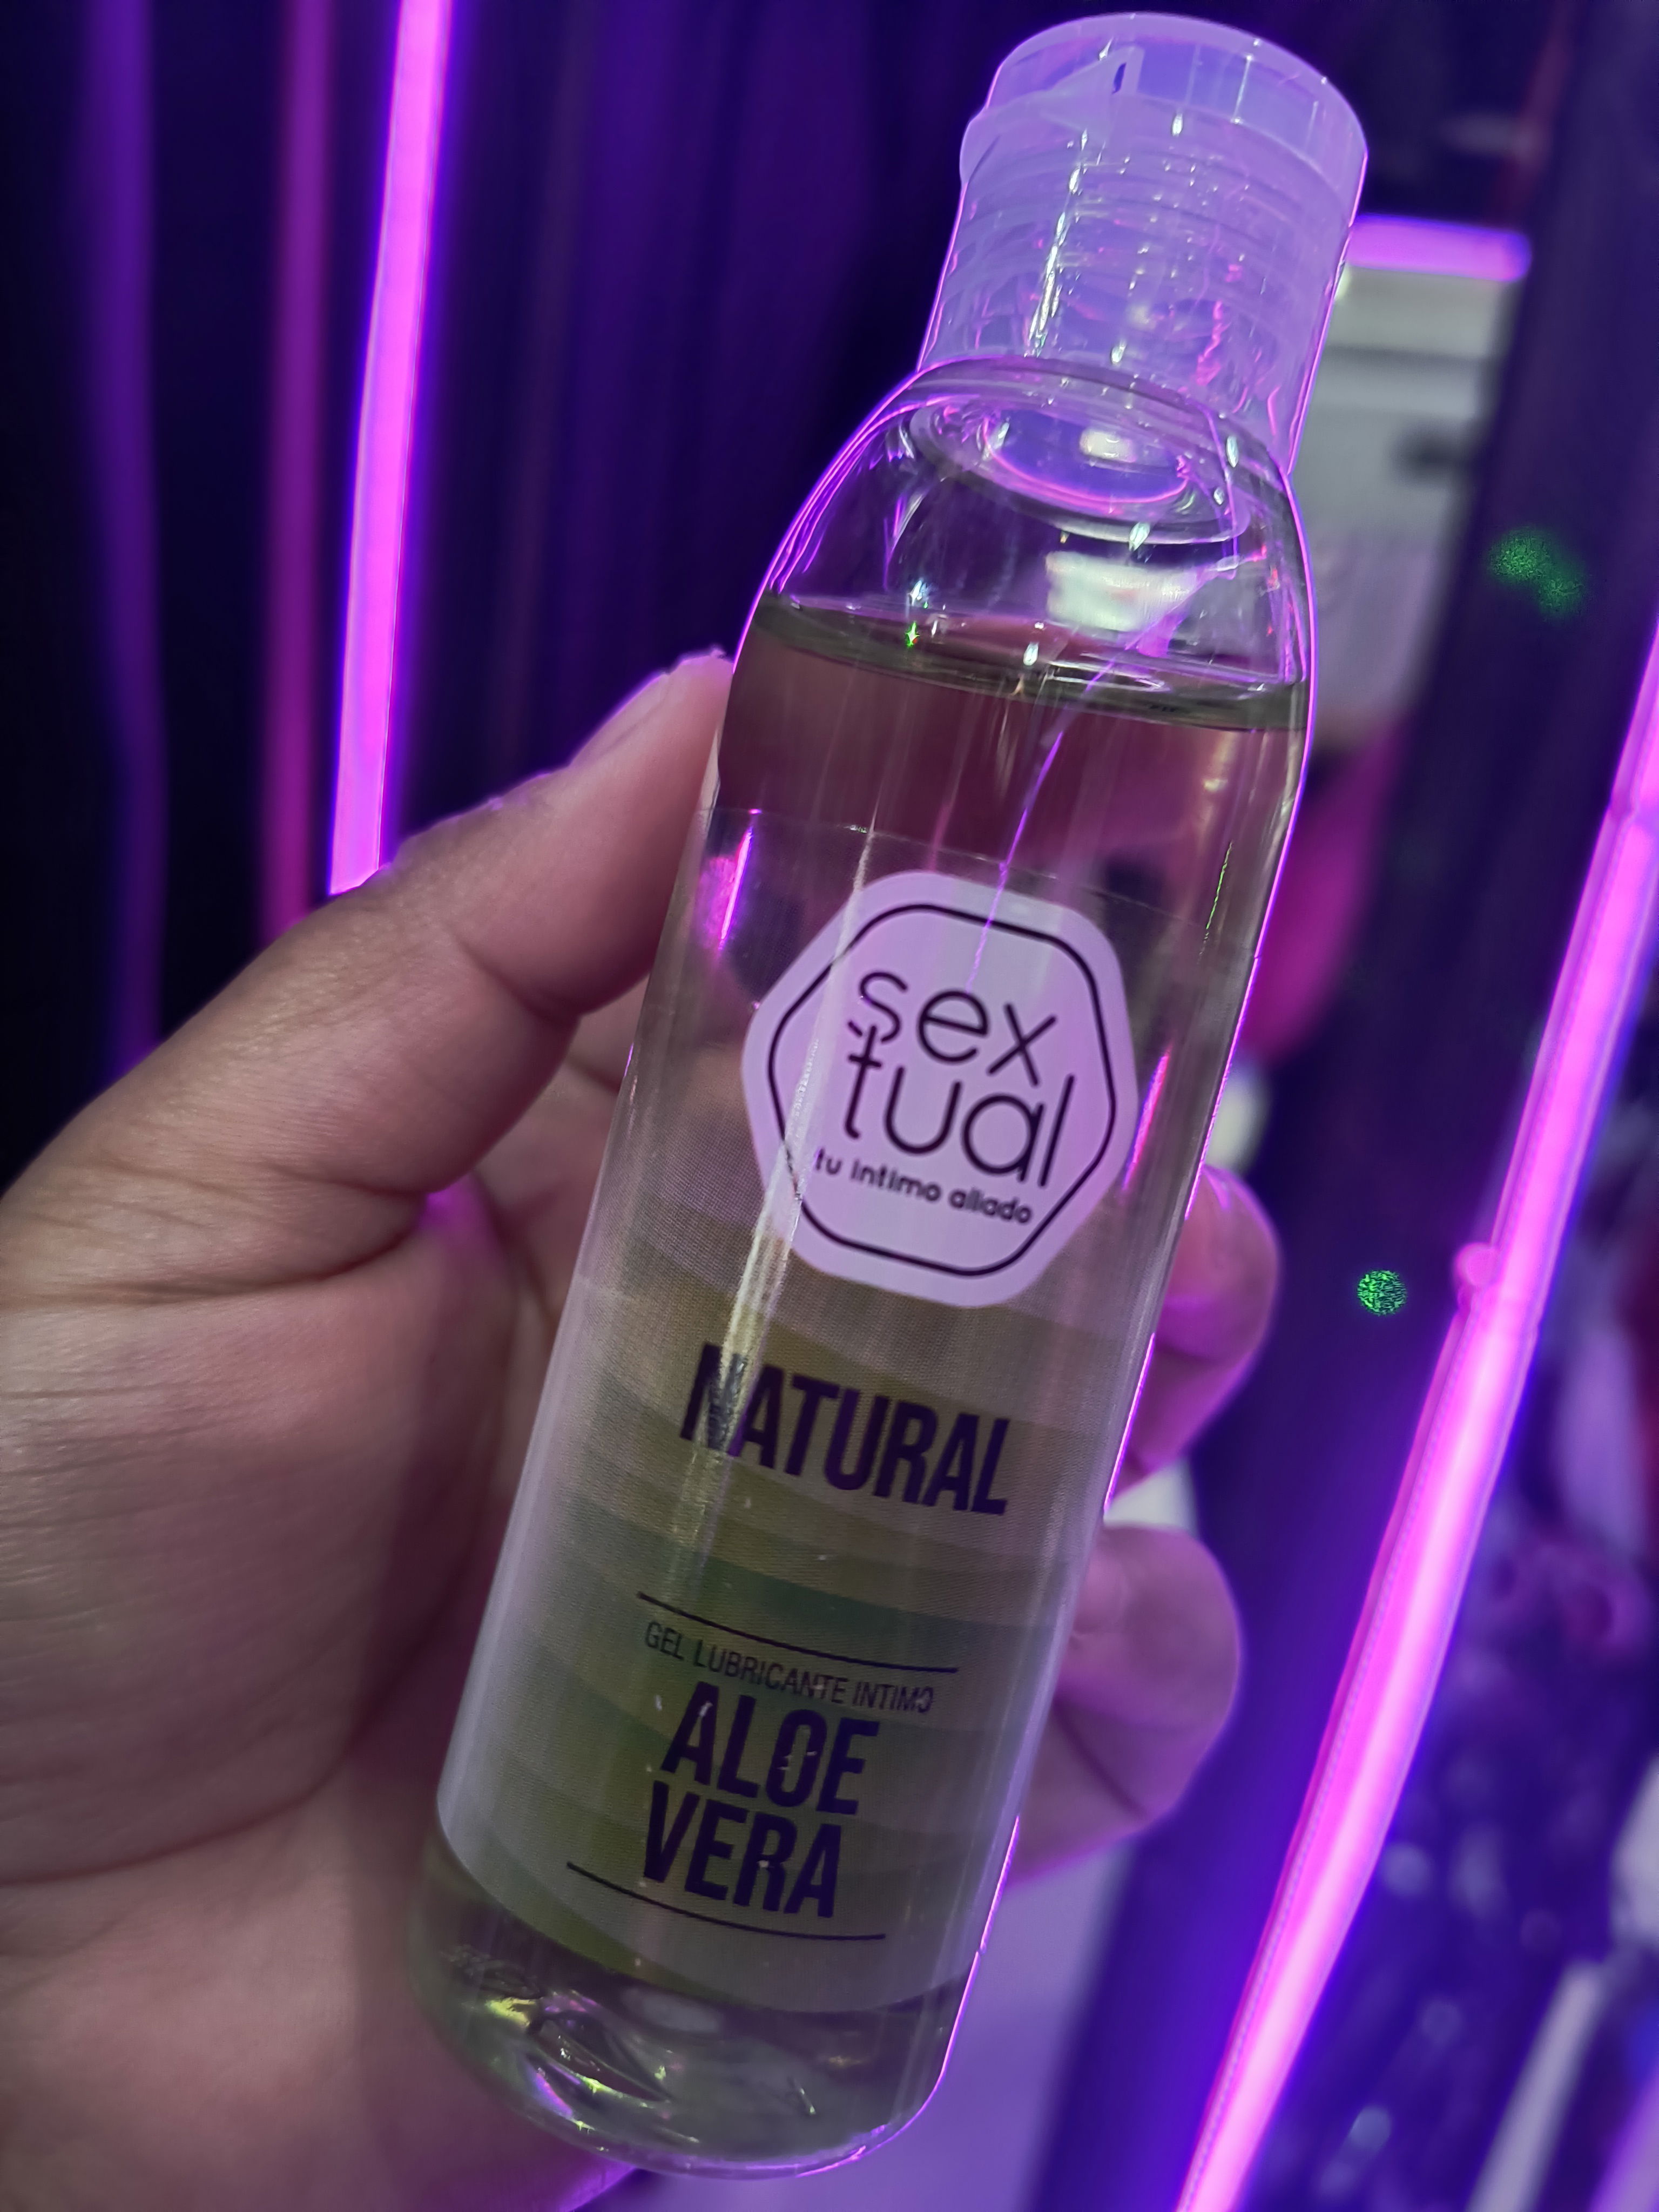 sex
tual
tu intimo aliado
NATURAL
GEL LUBRICANTE INTIMO
ALOE
VERA